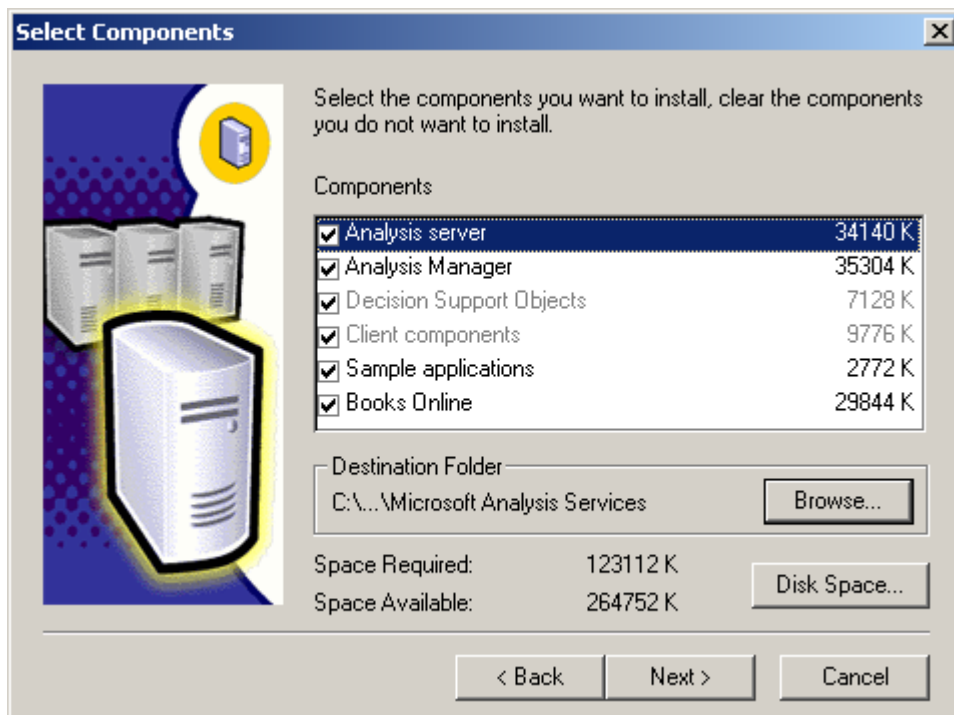 Select Components
Select the components you want to install, clear the components
you do not want to install.
Components
Analysis server 34140 K
Analysis Manager 35304 K
Decision Support Objects 7128 K
Client components 9776 K
Sample applications 2772 K
Books Online 29844 K
Destination Folder
C:\...\Microsoft Analysis Services Browse...
Space Required: 123112 K
Space Available: 264752 K
Disk Space...
< Back Next > Cancel